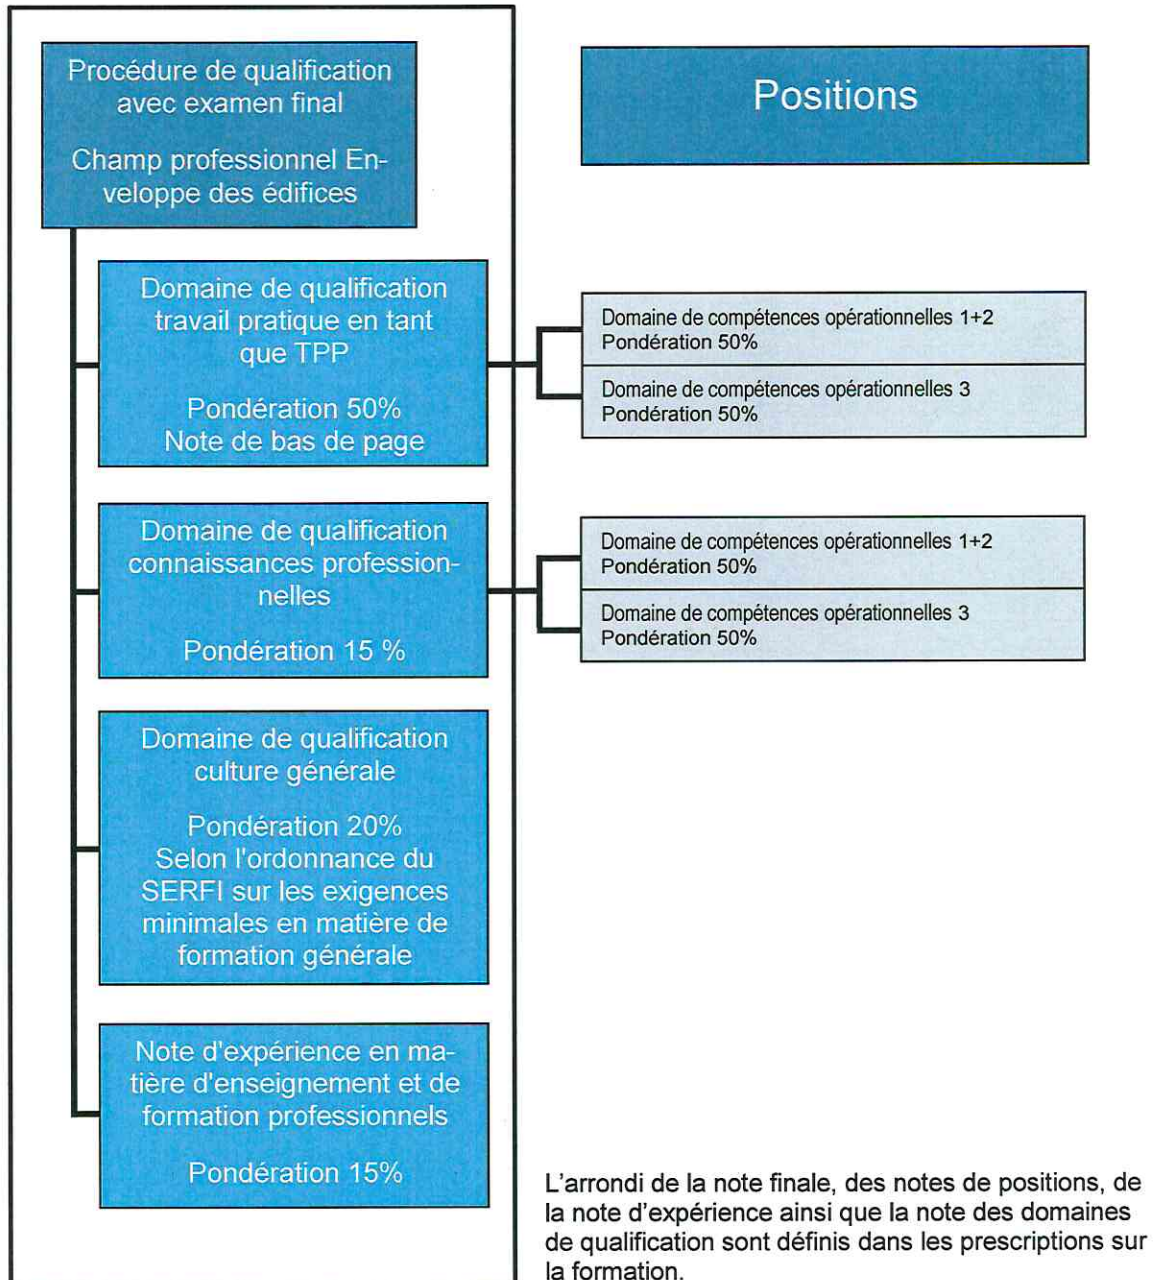 Procédure de qualification
avec examen final
Champ professionnel En-
veloppe des édifices
Positions
Domaine de qualification
travail pratique en tant
que TPP
Pondération 50%
Note de bas de page
Domaine de compétences opérationnelles 1+2
Pondération 50%
Domaine de compétences opérationnelles 3
Pondération 50%
Domaine de qualification
connaissances profession-
nelles
Pondération 15 %
Domaine de compétences opérationnelles 1+2
Pondération 50%
Domaine de compétences opérationnelles 3
Pondération 50%
Domaine de qualification
culture générale
Pondération 20%
Selon l'ordonnance du
SERFI sur les exigences
minimales en matière de
formation générale
Note d'expérience en ma-
tière d'enseignement et de
formation professionnels
Pondération 15%
L'arrondi de la note finale, des notes de positions, de
la note d'expérience ainsi que la note des domaines
de qualification sont définis dans les prescriptions sur
la formation.